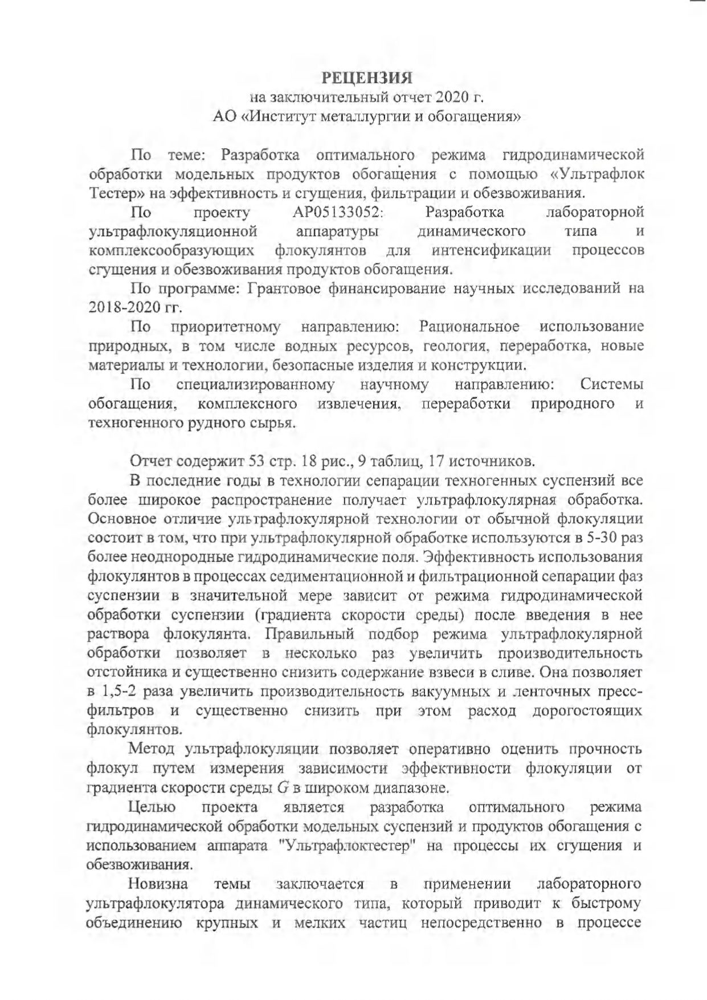 РЕЦЕНЗИЯ
на заключительный отчет 2020 г.
АО «Институт металлургии и обогащения»
По теме: Разработка оптимального режима гидродинамической
обработки модельных продуктов обогащения с помощью «Ультрафлок
Тестер» на эффективность и сгущения, фильтрации и обезвоживания.
По проекту АР05133052: Разработка лабораторной
ультрафлокуляционной аппаратуры динамического типа и
комплексообразующих флокулянтов для интенсификации процессов
сгущения и обезвоживания продуктов обогащения.
По программе: Грантовое финансирование научных исследований на
2018-2020 гг.
По приоритетному направлению: Рациональное использование
природных, в том числе водных ресурсов, геология, переработка, новые
материалы и технологии, безопасные изделия и конструкции.
По специализированному научному направлению: Системы
обогащения, комплексного извлечения, переработки природного и
техногенного рудного сырья.
Отчет содержит 53 стр. 18 рис., 9 таблиц, 17 источников.
В последние годы в технологии сепарации техногенных суспензий все
более широкое распространение получает ультрафлокулярная обработка.
Основное отличие ультрафлокулярной технологии от обычной флокуляции
состоит в том, что при ультрафлокулярной обработке используются в 5-30 раз
более неоднородные гидродинамические поля. Эффективность использования
флокулянтов в процессах седиментационной и фильтрационной сепарации фаз
суспензии в значительной мере зависит от режима гидродинамической
обработки суспензии (градиента скорости среды) после введения в нее
раствора флокулянта. Правильный подбор режима ультрафлокулярной
обработки позволяет в несколько раз увеличить производительность
отстойника и существенно снизить содержание взвеси в сливе. Она позволяет
в 1,5-2 раза увеличить производительность вакуумных и ленточных пресс-
фильтров и существенно снизить при этом расход дорогостоящих
флокулянтов.
Метод ультрафлокуляции позволяет оперативно оценить прочность
флокул путем измерения зависимости эффективности флокуляции от
градиента скорости среды G в широком диапазоне.
Целью проекта является разработка оптимального режима
гидродинамической обработки модельных суспензий и продуктов обогащения с
использованием аппарата "Ультрафлоктестер" на процессы их сгущения и
обезвоживания.
Новизна темы заключается в применении лабораторного
ультрафлокулятора динамического типа, который приводит к быстрому
объединению крупных и мелких частиц непосредственно в процессе